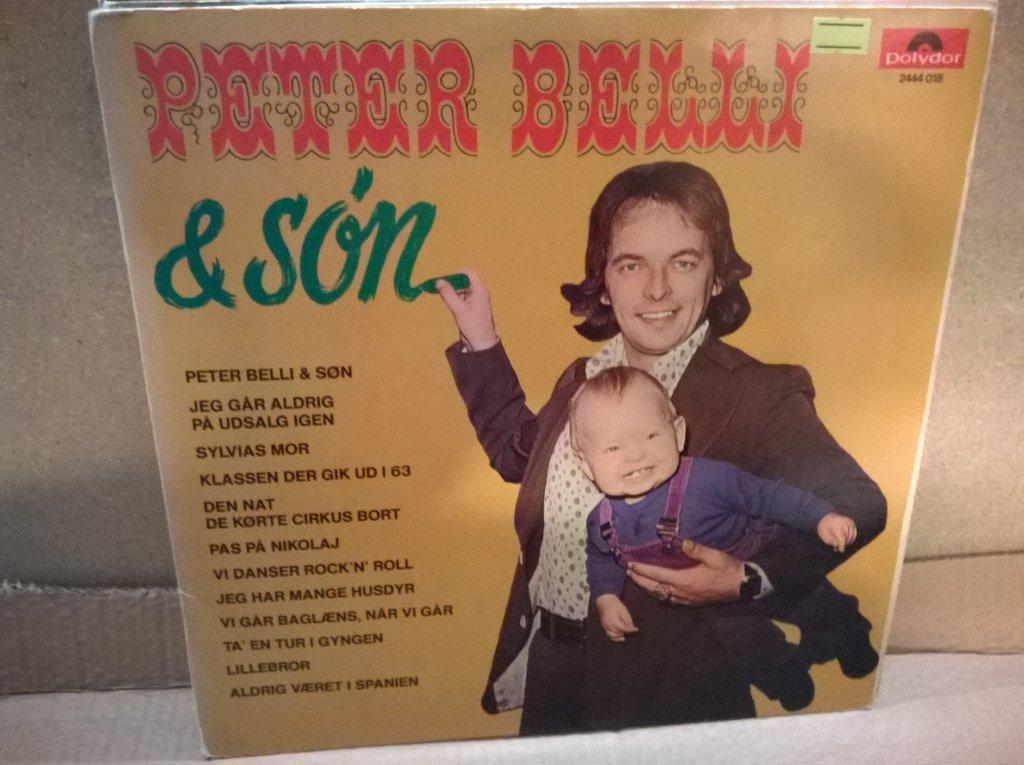 PETER BELLI
polydor
2444 018
& Søn
PETER BELLI & SØN
JEG GÅR ALDRIG
PÅ UDSALG IGEN
SYLVIAS MOR
KLASSEN DER GIK UD I 63
DEN NAT
DE KØRTE CIRKUS BORT
PAS PÅ NIKOLAJ
VI DANSER ROCK'N' ROLL
JEG HAR MANGE HUSDYR
VI GÅR BAGLÆNS, NÅR VI GÅR
TA' EN TUR I GYNGEN
LILLEBROR
ALDRIG VÆRET I SPANIEN